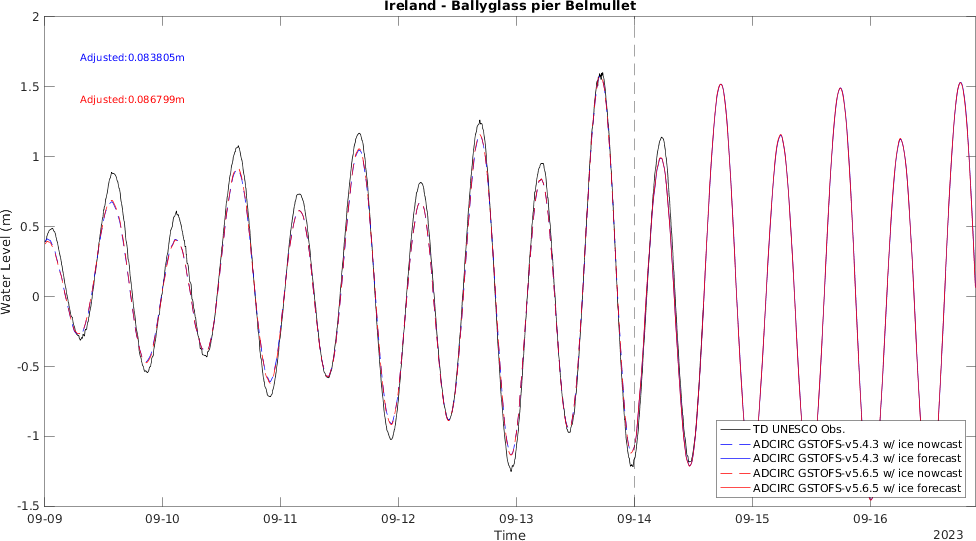 Ireland - Ballyglass pier Belmullet
Adjusted:0.083805m
Adjusted:0.086799m
Water Level (m)
2
1.5
1
0.5
0
-0.5
-1
-1.5
09-09
09-10
09-11
09-12
09-13
09-14
09-15
09-16
Time
2023
TD UNESCO Obs.
ADCIRC GSTOFS-v5.4.3 w/ ice nowcast
ADCIRC GSTOFS-v5.4.3 w/ ice forecast
ADCIRC GSTOFS-v5.6.5 w/ ice nowcast
ADCIRC GSTOFS-v5.6.5 w/ ice forecast